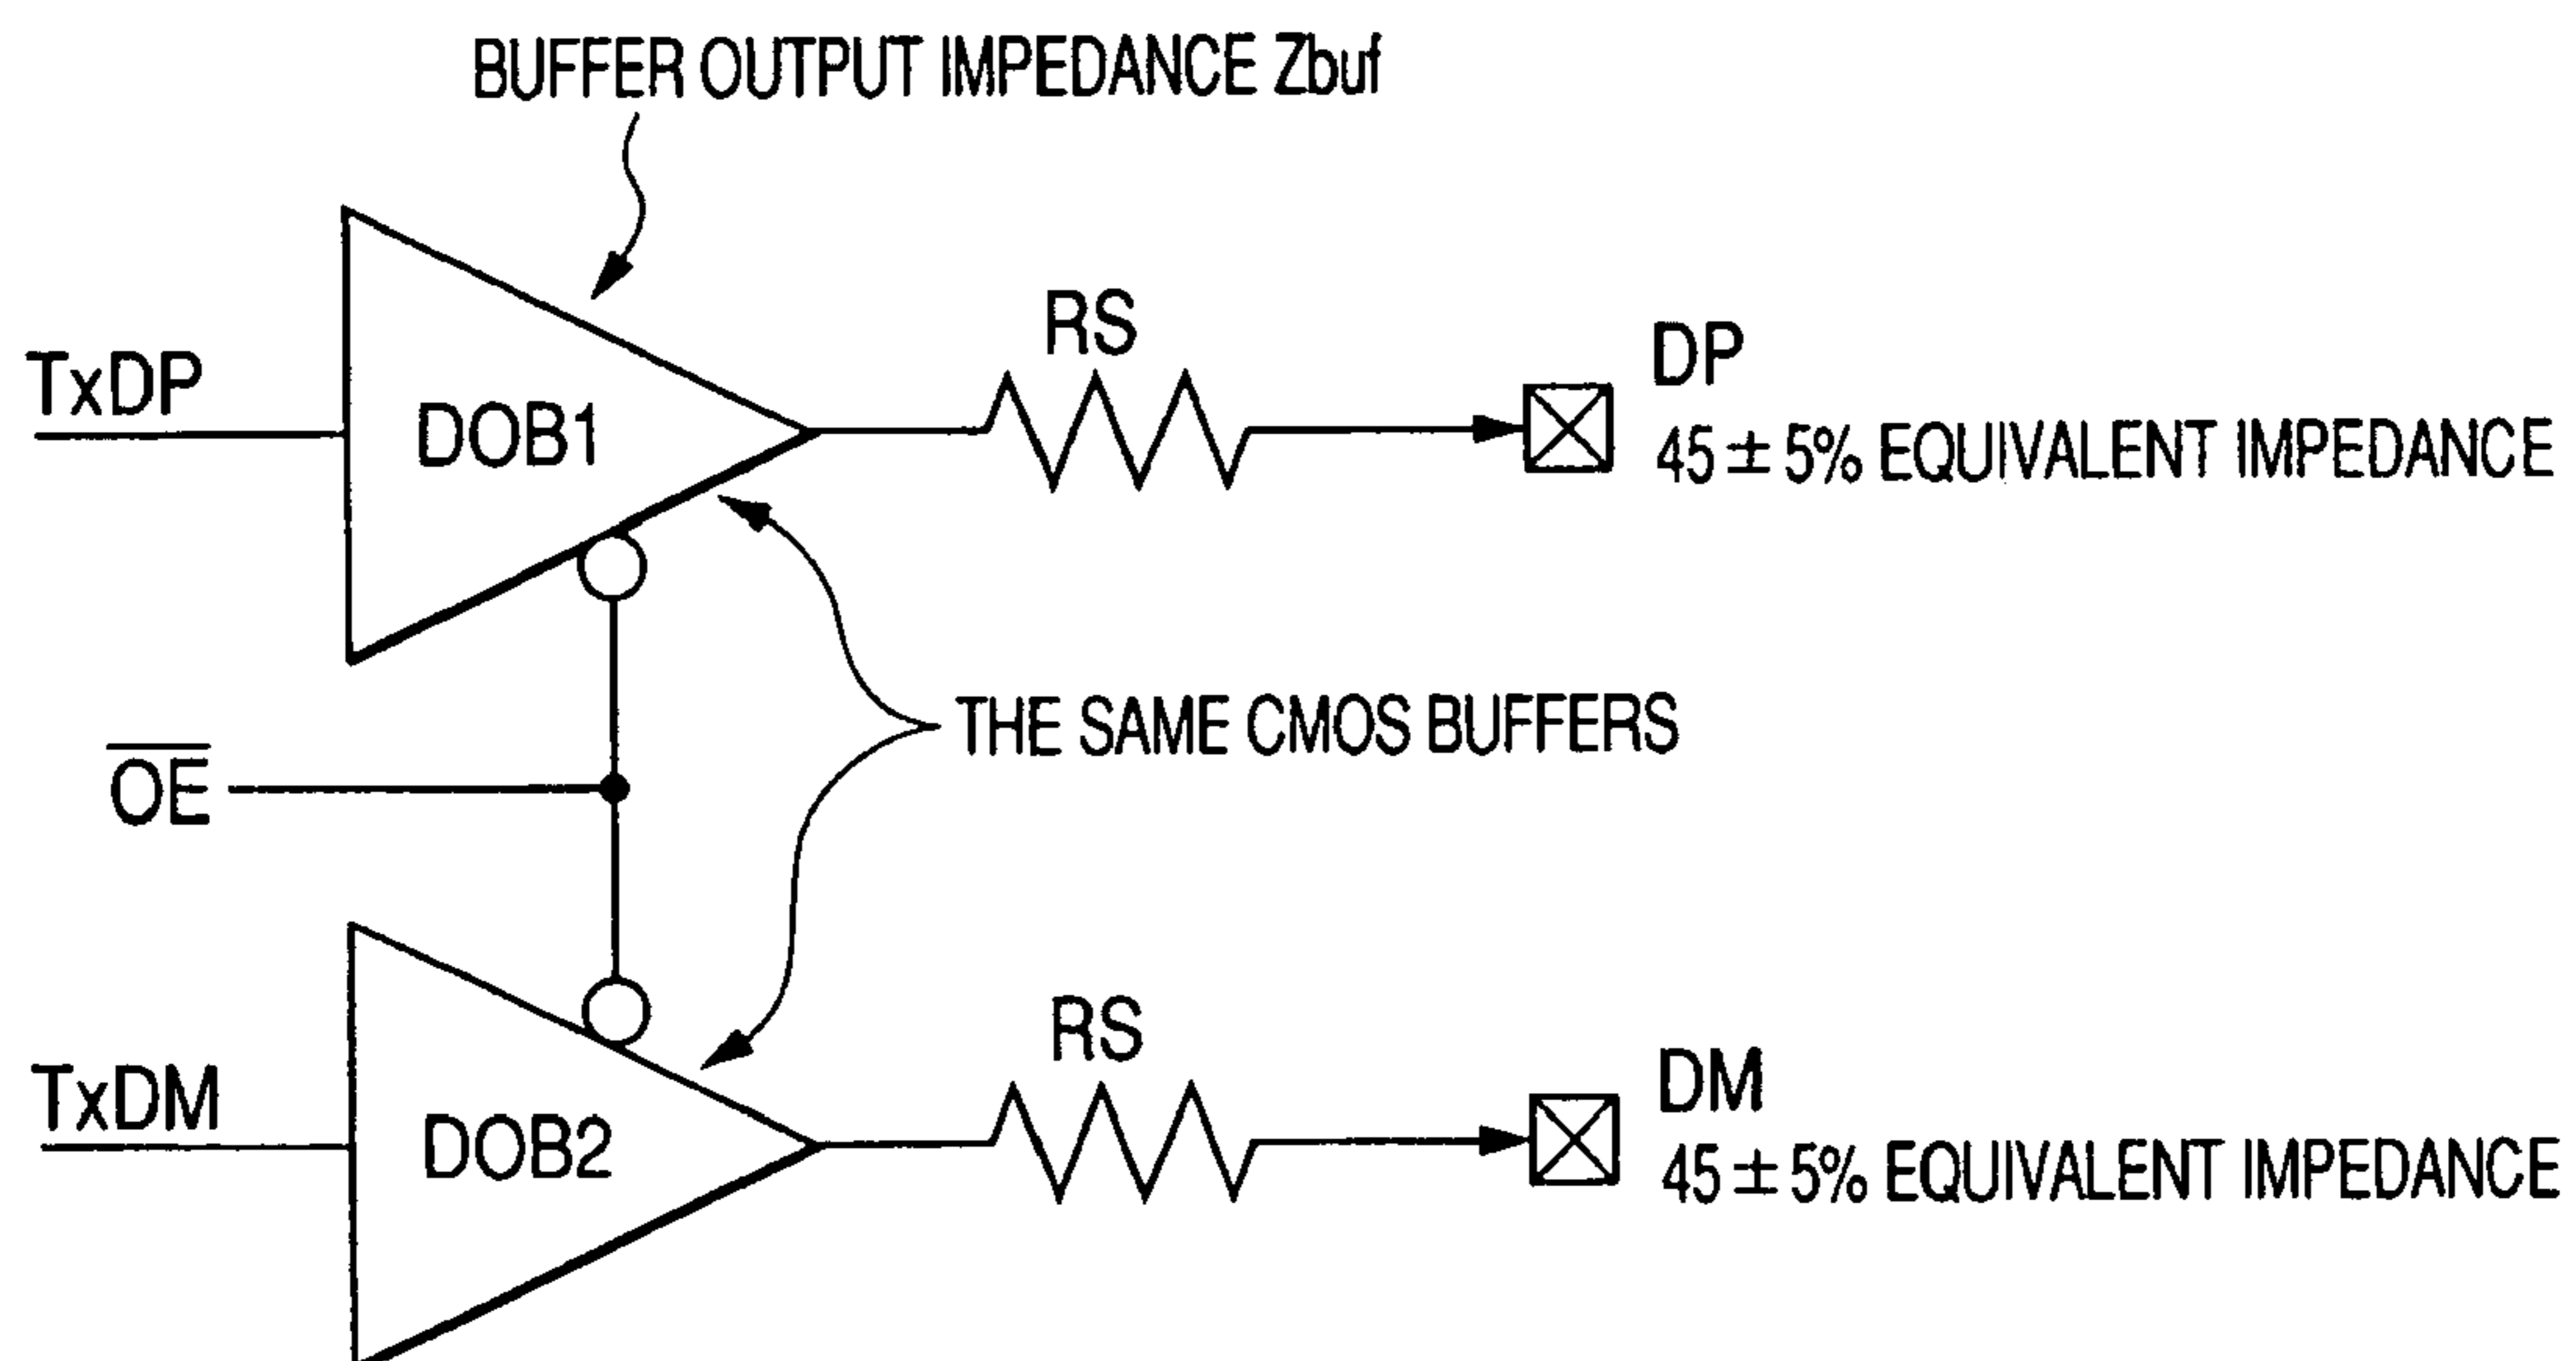 BUFFER OUTPUT IMPEDANCE Zbuf
RS
DP
TxDP
DOB1
45 ± 5% EQUIVALENT IMPEDANCE
THE SAME CMOS BUFFERS
O̅E̅
RS
DM
TxDM
DOB2
45 ± 5% EQUIVALENT IMPEDANCE